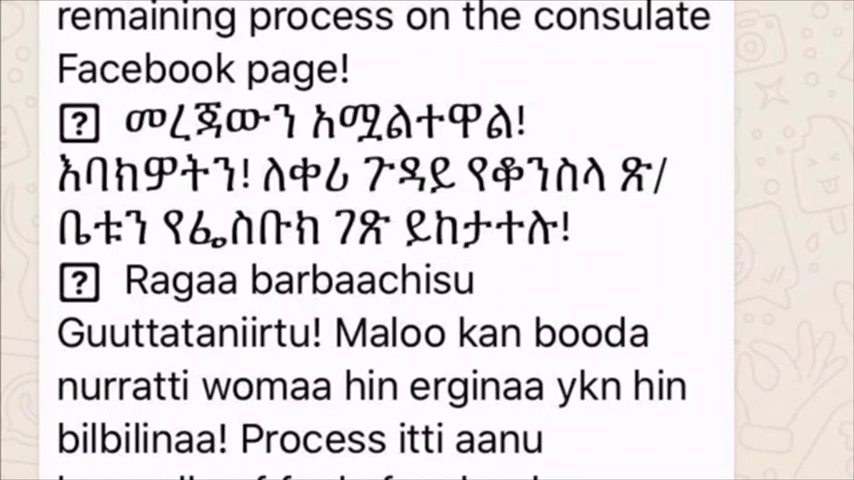 remaining process on the consulate
Facebook page!
መረጃውን አሟልተዋል!
እባክዎትን! ለቀሪ ጉዳይ የቆንስላ ጽ/
ቤቱን የፌስቡክ ገጽ ይከታተሉ!
Ragaa barbaachisu
Guuttataniirtu! Maloo kan booda
nurratti womaa hin erginaa ykn hin
bilbilinaa! Process itti aanu